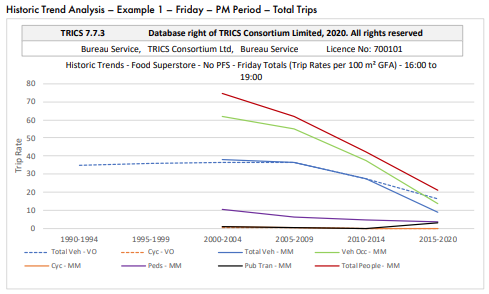 Historic Trend Analysis – Example 1 – Friday – PM Period – Total Trips
TRICS 7.7.3 Database right of TRICS Consortium Limited, 2020. All rights reserved
Bureau Service, TRICS Consortium Ltd, Bureau Service Licence No: 700101
Historic Trends - Food Superstore - No PFS - Friday Totals (Trip Rates per 100 m² GFA) - 16:00 to
19:00
Trip Rate
80
70
60
50
40
30
20
10
0
1990-1994 1995-1999 2000-2004 2005-2009 2010-2014 2015-2020
Total Veh - VO Cyc - VO Total Veh - MM Veh Occ - MM
Cyc - MM Peds - MM Pub Tran - MM Total People - MM